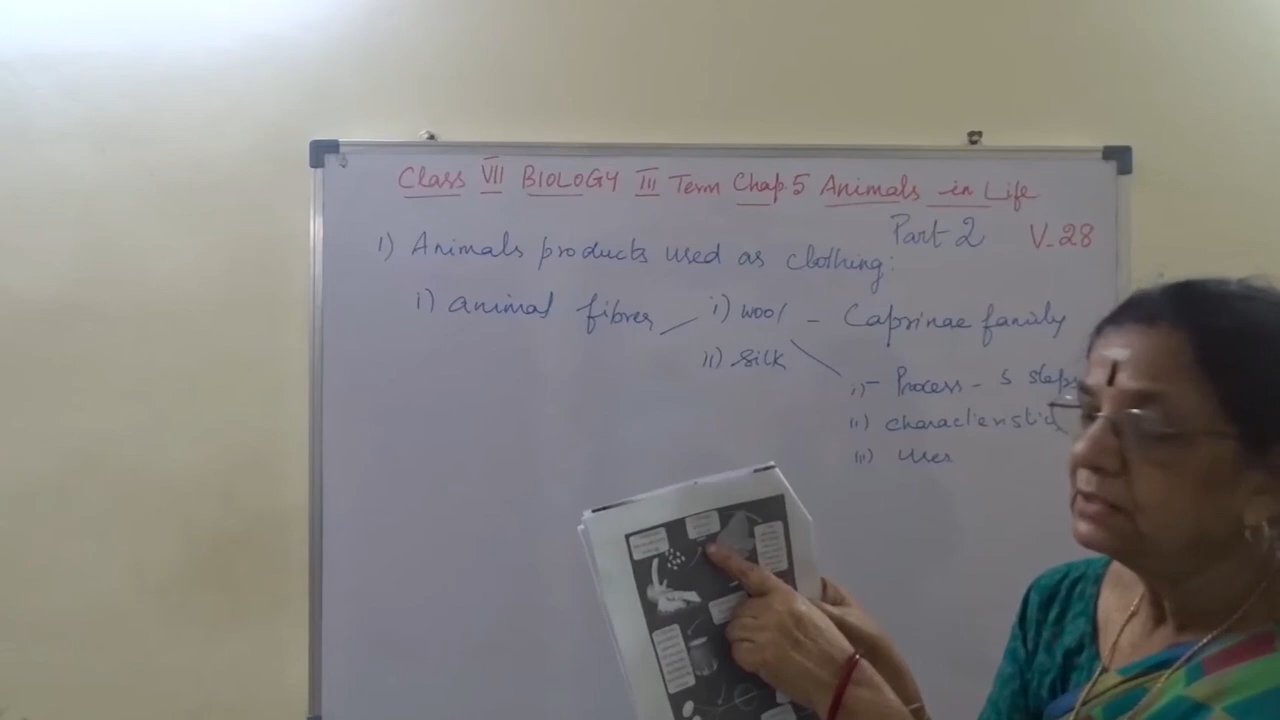 Class VII BIOLOGY III Term Chap.5 Animals in Life
Part-2 V-28
1) Animals products used as clothing:
i) animal fibres i) wool - Caprinae family
ii) Silk
i) - Process - 5 steps
ii) characteristic
iii) uses